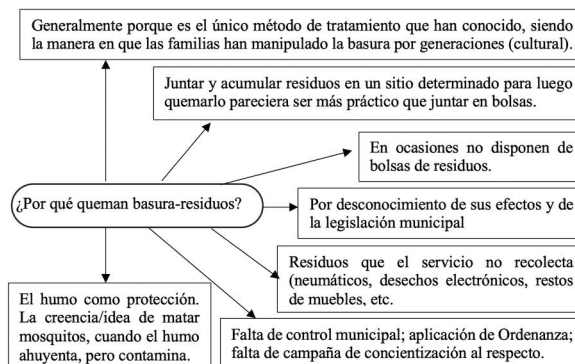 Generalmente porque es el único método de tratamiento que han conocido, siendo
la manera en que las familias han manipulado la basura por generaciones (cultural).
Juntar y acumular residuos en un sitio determinado para luego
quemarlo pareciera ser más práctico que juntar en bolsas.
En ocasiones no disponen de
bolsas de residuos.
¿Por qué queman basura-residuos?
Por desconocimiento de sus efectos y de
la legislación municipal
Residuos que el servicio no recolecta
(neumáticos, desechos electrónicos, restos
de muebles, etc.
El humo como protección.
La creencia/idea de matar
mosquitos, cuando el humo
ahuyenta, pero contamina.
Falta de control municipal; aplicación de Ordenanza;
falta de campaña de concientización al respecto.